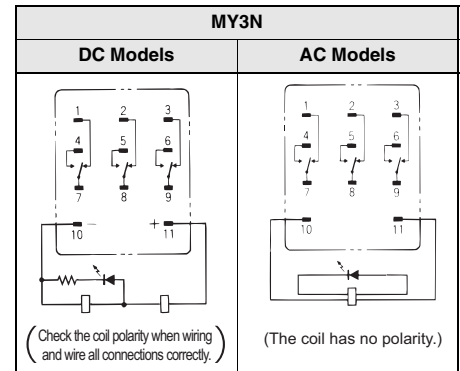 MY3N
DC Models
AC Models
1 2 3
4 5 6
7 8 9
10 − + 11
1 2 3
4 5 6
7 8 9
10 11
(Check the coil polarity when wiring
and wire all connections correctly.)
(The coil has no polarity.)